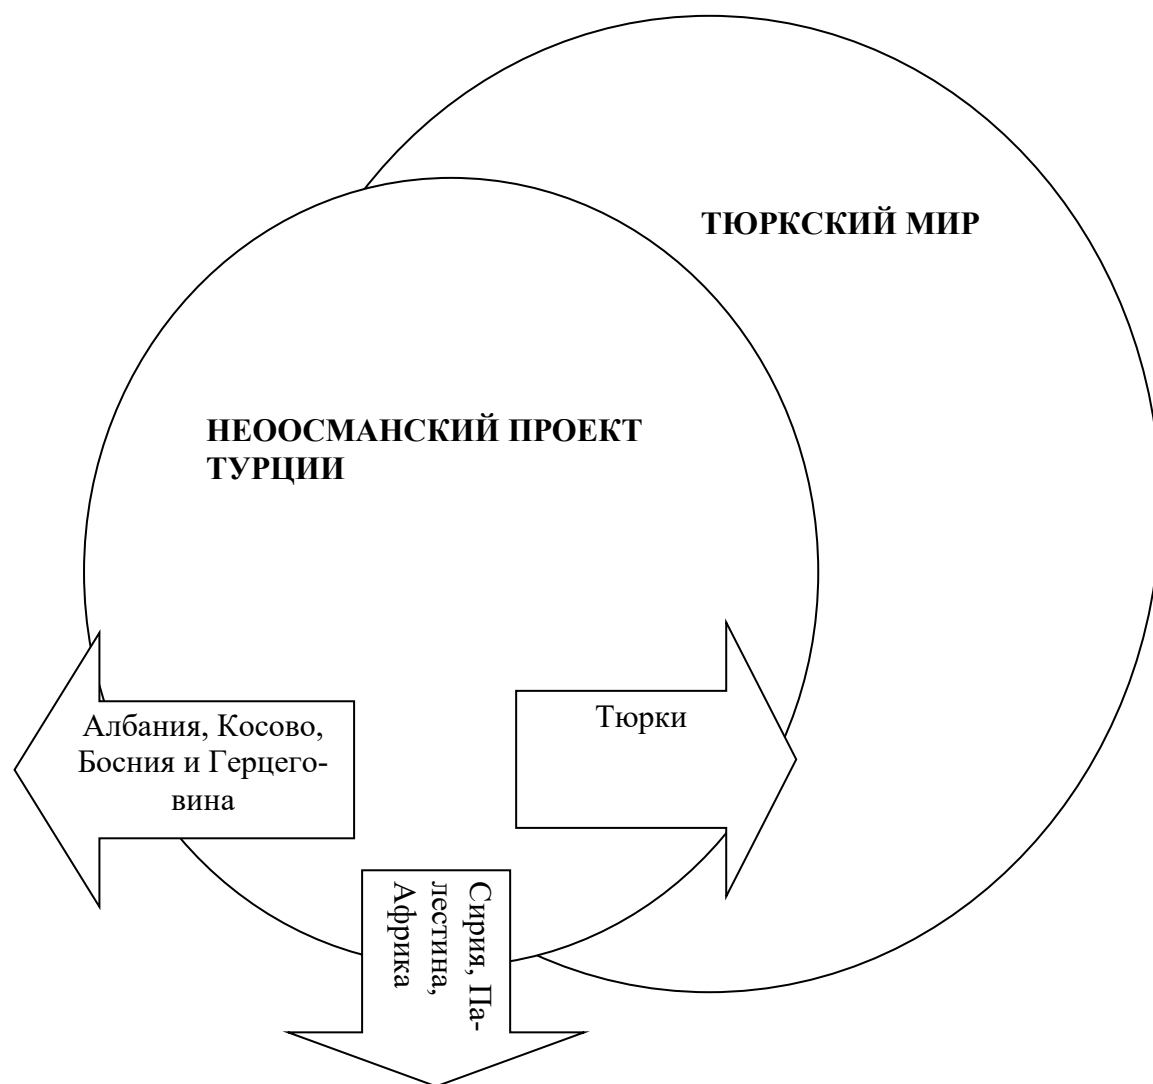 ТЮРКСКИЙ МИР
НЕООСМАНСКИЙ ПРОЕКТ
ТУРЦИИ
Албания, Косово,
Босния и Герцего-
вина
Тюрки
Сирия, Па-
лестина,
Африка